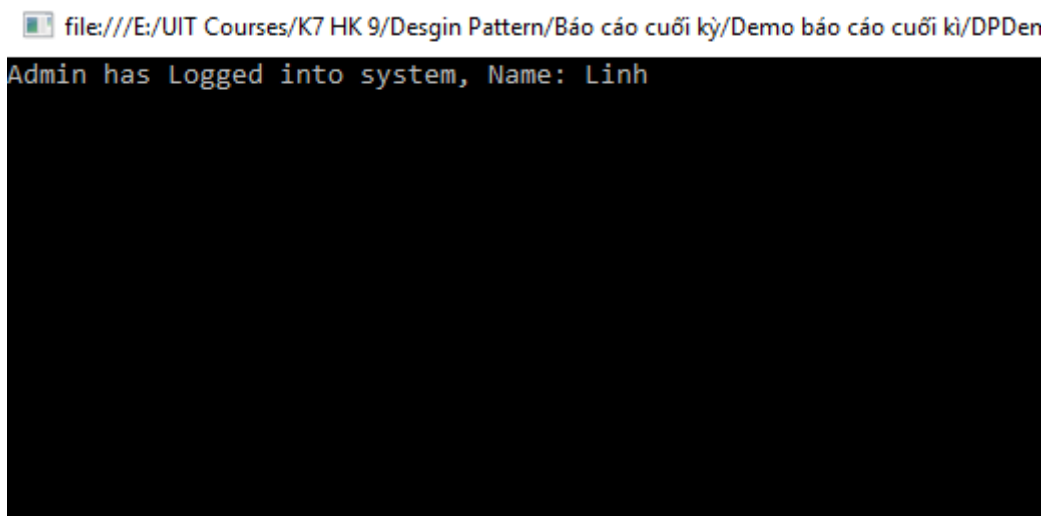 file:///E:/UIT Courses/K7 HK 9/Desgin Pattern/Báo cáo cuối kỳ/Demo báo cáo cuối kì/DPDen
Admin has Logged into system, Name: Linh